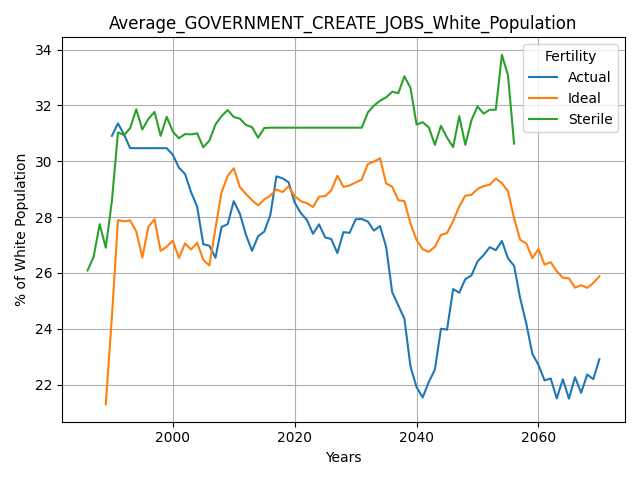 Average_GOVERNMENT_CREATE_JOBS_White_Population
% of White Population
34
32
30
28
26
24
22
Fertility
Actual
Ideal
Sterile
2000
2020
2040
2060
Years